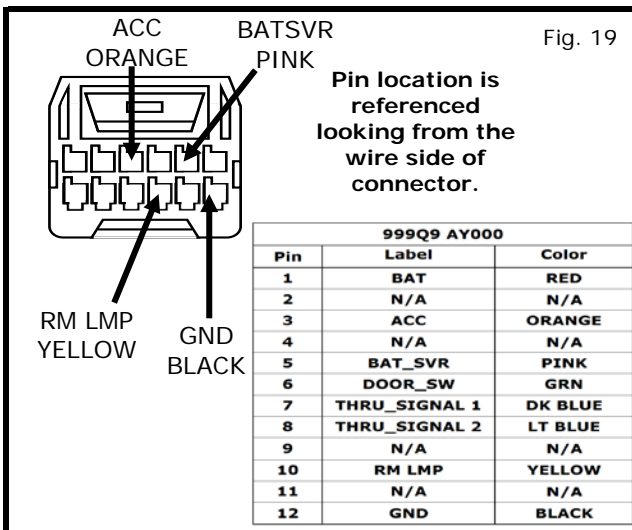 ACC
ORANGE
BATSVR
PINK
Fig. 19
Pin location is
referenced
looking from the
wire side of
connector.
RM LMP
YELLOW
GND
BLACK
999Q9 AY000
Pin Label Color
1 BAT RED
2 N/A N/A
3 ACC ORANGE
4 N/A N/A
5 BAT_SVR PINK
6 DOOR_SW GRN
7 THRU_SIGNAL 1 DK BLUE
8 THRU_SIGNAL 2 LT BLUE
9 N/A N/A
10 RM LMP YELLOW
11 N/A N/A
12 GND BLACK